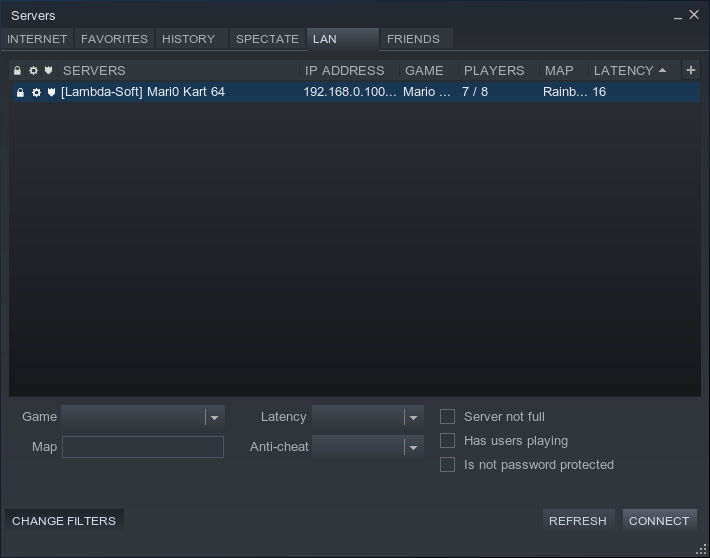 Servers
INTERNET FAVORITES HISTORY SPECTATE LAN FRIENDS
SERVERS IP ADDRESS GAME PLAYERS MAP LATENCY +
[Lambda-Soft] Mari0 Kart 64 192.168.0.100... Mario ... 7 / 8 Rainb... 16
Game Latency Server not full
Map Anti-cheat Has users playing
Is not password protected
CHANGE FILTERS REFRESH CONNECT